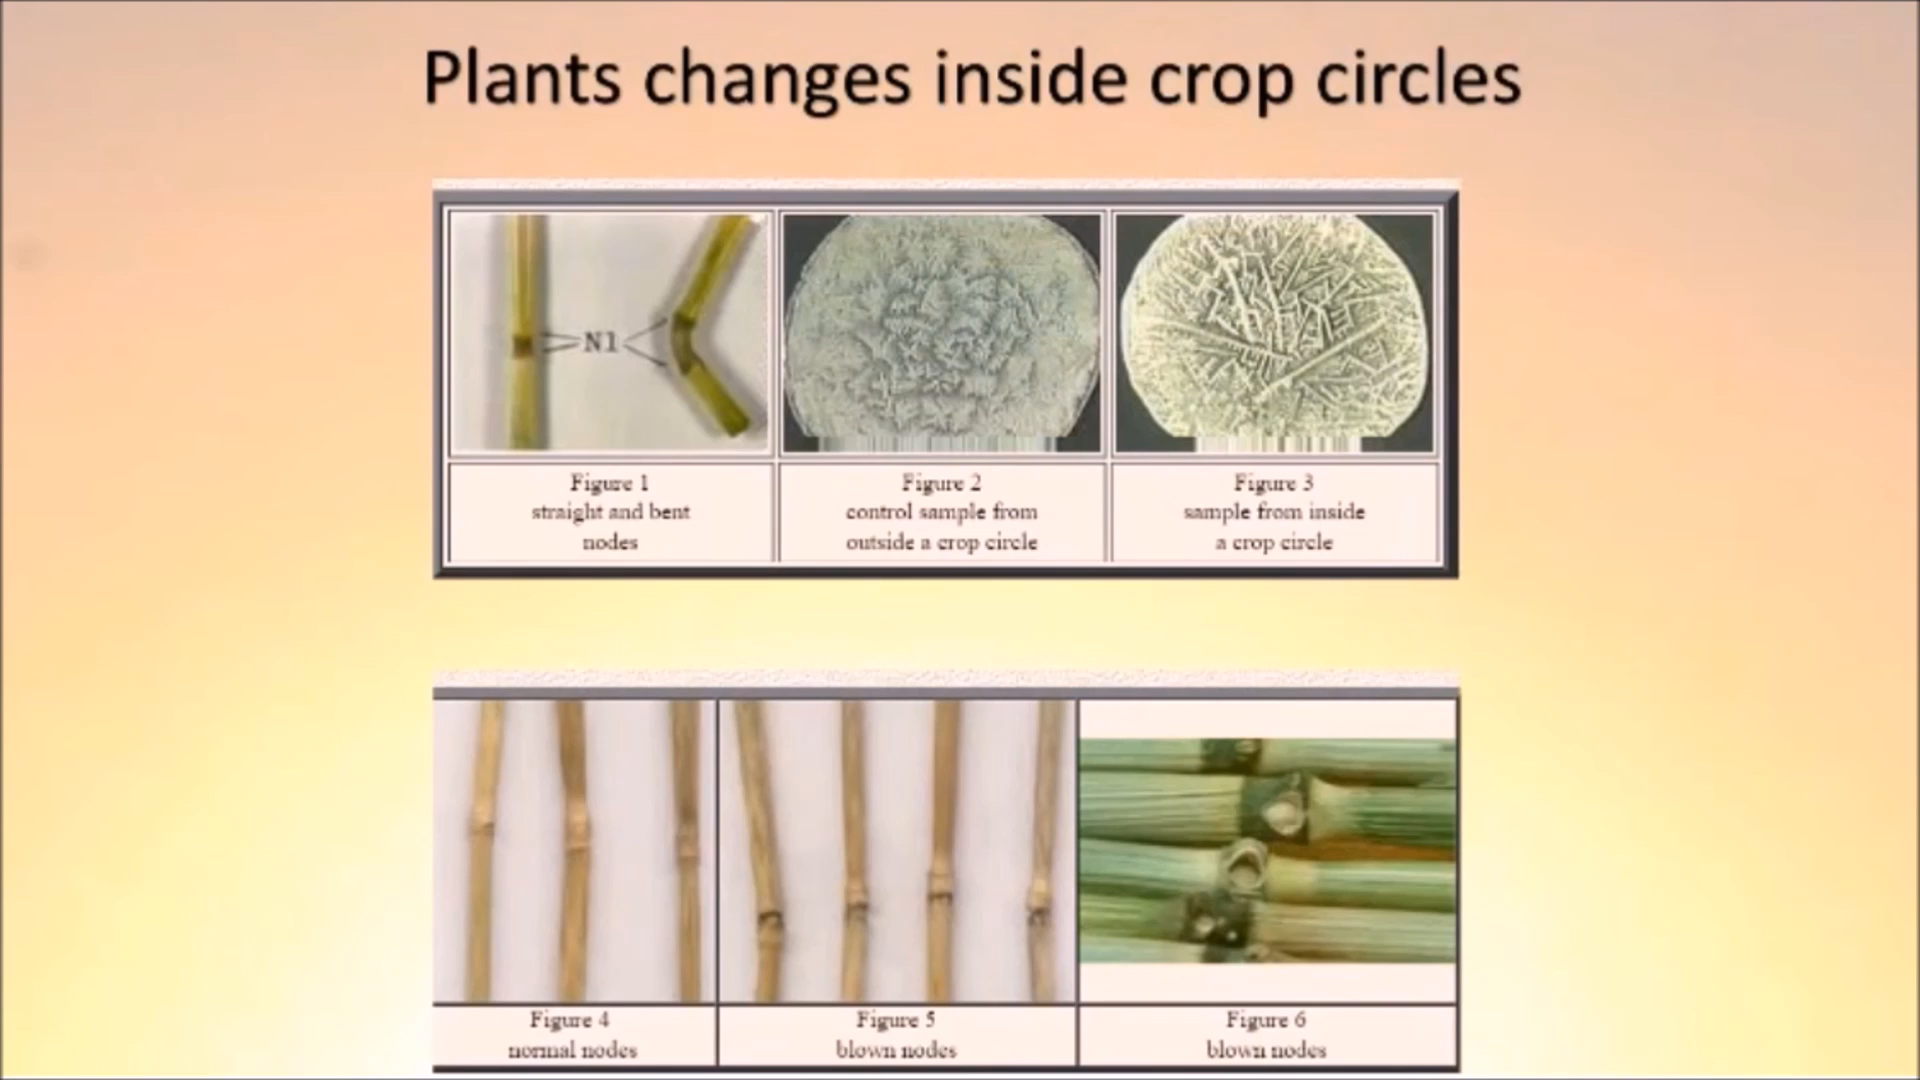 Plants changes inside crop circles
N1
Figure 1
straight and bent
nodes
Figure 2
control sample from
outside a crop circle
Figure 3
sample from inside
a crop circle
Figure 4
normal nodes
Figure 5
blown nodes
Figure 6
blown nodes